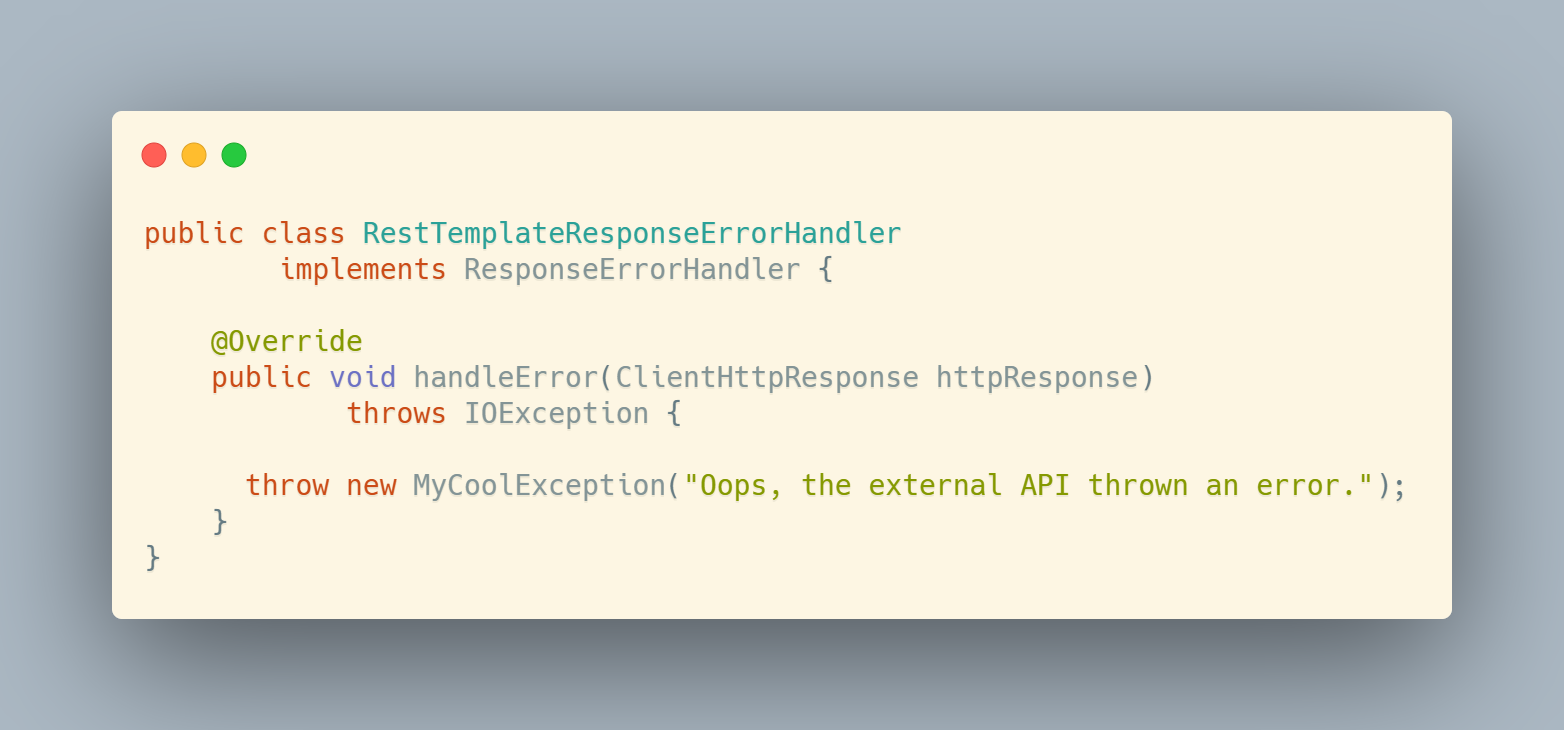 public class RestTemplateResponseErrorHandler
        implements ResponseErrorHandler {
    @Override
    public void handleError(ClientHttpResponse httpResponse)
            throws IOException {
      throw new MyCoolException("Oops, the external API thrown an error.");
    }
}